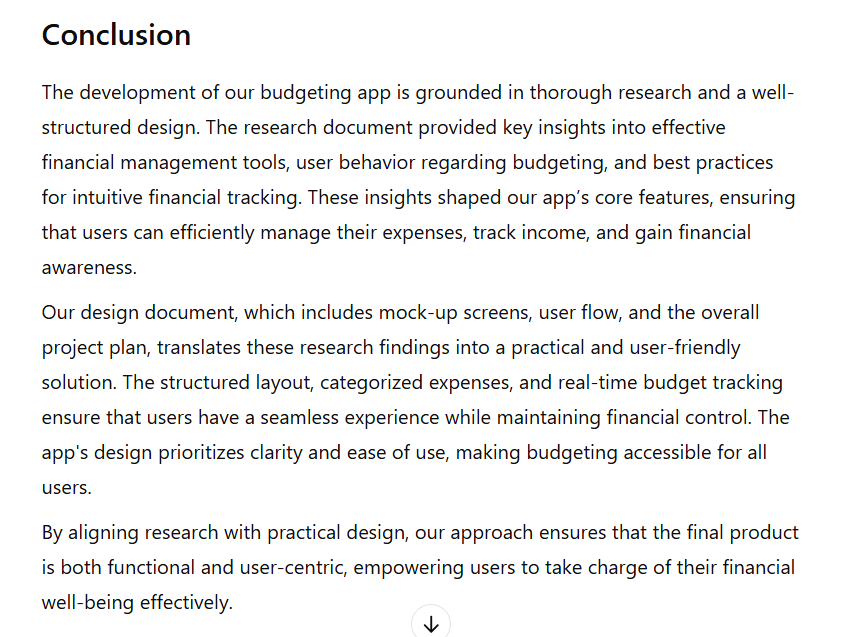 Conclusion
The development of our budgeting app is grounded in thorough research and a well-
structured design. The research document provided key insights into effective
financial management tools, user behavior regarding budgeting, and best practices
for intuitive financial tracking. These insights shaped our app’s core features, ensuring
that users can efficiently manage their expenses, track income, and gain financial
awareness.
Our design document, which includes mock-up screens, user flow, and the overall
project plan, translates these research findings into a practical and user-friendly
solution. The structured layout, categorized expenses, and real-time budget tracking
ensure that users have a seamless experience while maintaining financial control. The
app's design prioritizes clarity and ease of use, making budgeting accessible for all
users.
By aligning research with practical design, our approach ensures that the final product
is both functional and user-centric, empowering users to take charge of their financial
well-being effectively.